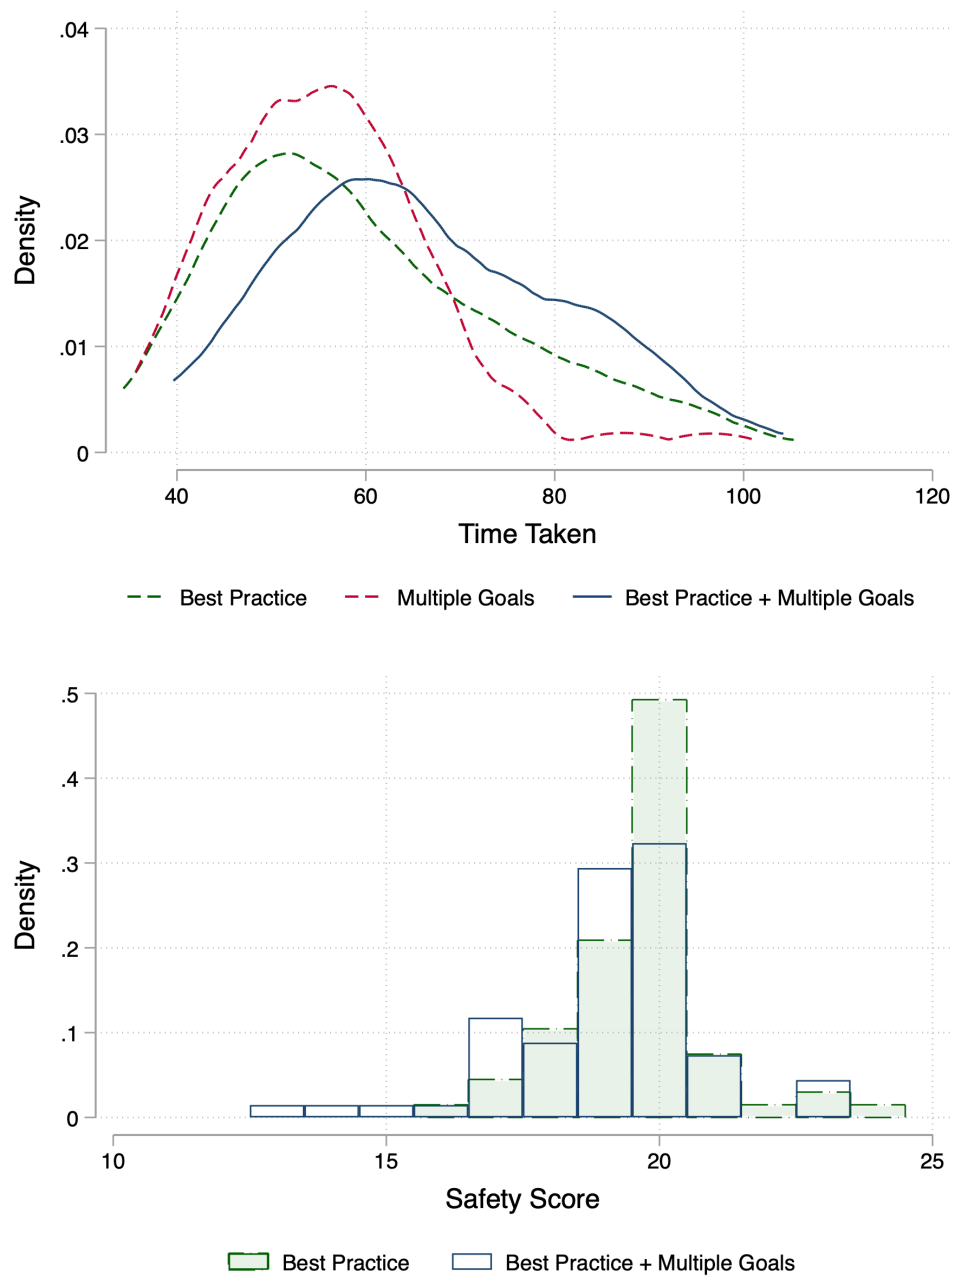 .04
.03
.02
.01
0
Density
40 60 80 100 120
Time Taken
Best Practice Multiple Goals Best Practice + Multiple Goals
.5
.4
.3
.2
.1
0
Density
10 15 20 25
Safety Score
Best Practice Best Practice + Multiple Goals